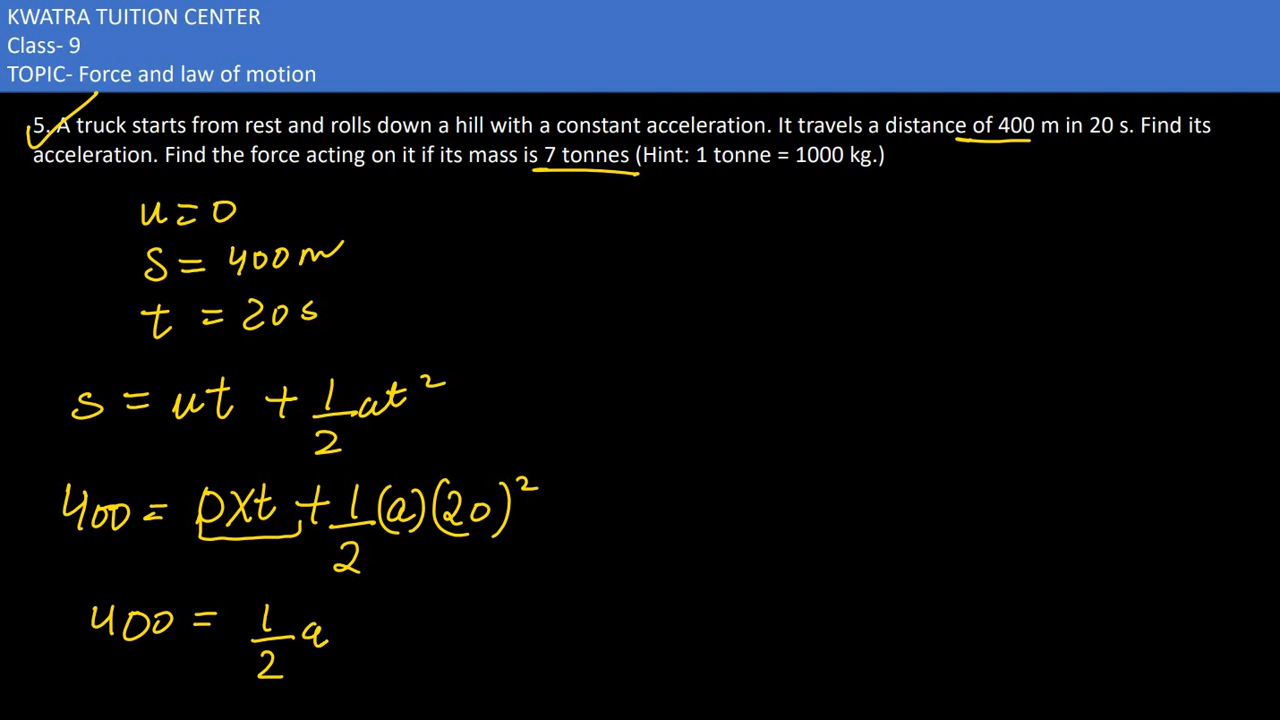 KWATRA TUITION CENTER
Class- 9
TOPIC- Force and law of motion
5. A truck starts from rest and rolls down a hill with a constant acceleration. It travels a distance of 400 m in 20 s. Find its
acceleration. Find the force acting on it if its mass is 7 tonnes (Hint: 1 tonne = 1000 kg.)
u = 0
S = 400 m
t = 20 s
s = ut + 1/2 at²
400 = 0×t + 1/2 (a)(20)²
400 = 1/2 a